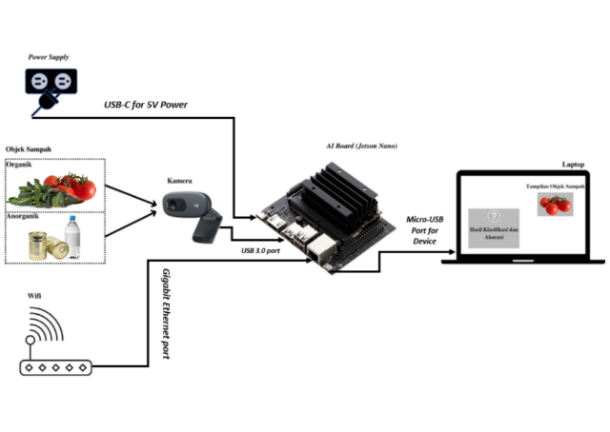 Power Supply
USB-C for 5V Power
Objek Sampah
Organik
Anorganik
Kamera
USB 3.0 port
AI Board (Jetson Nano)
Micro-USB
Port for
Device
Laptop
Tampilan Objek Sampah
?
Hasil Klasifikasi dan
Akurasi
Wifi
Gigabit Ethernet port